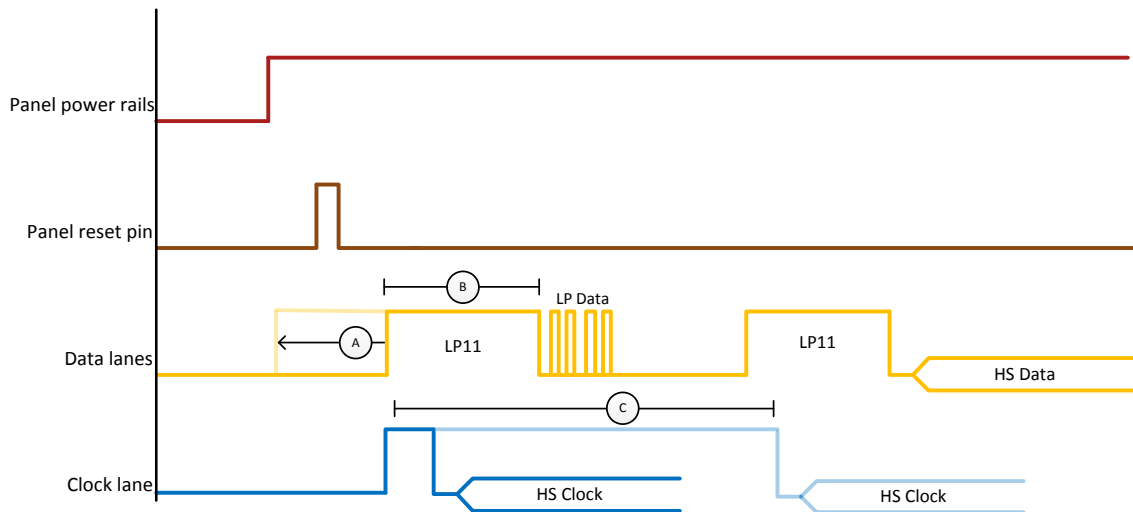 Panel power rails
Panel reset pin
B
LP Data
A
LP11
LP11
Data lanes
HS Data
C
Clock lane
HS Clock
HS Clock